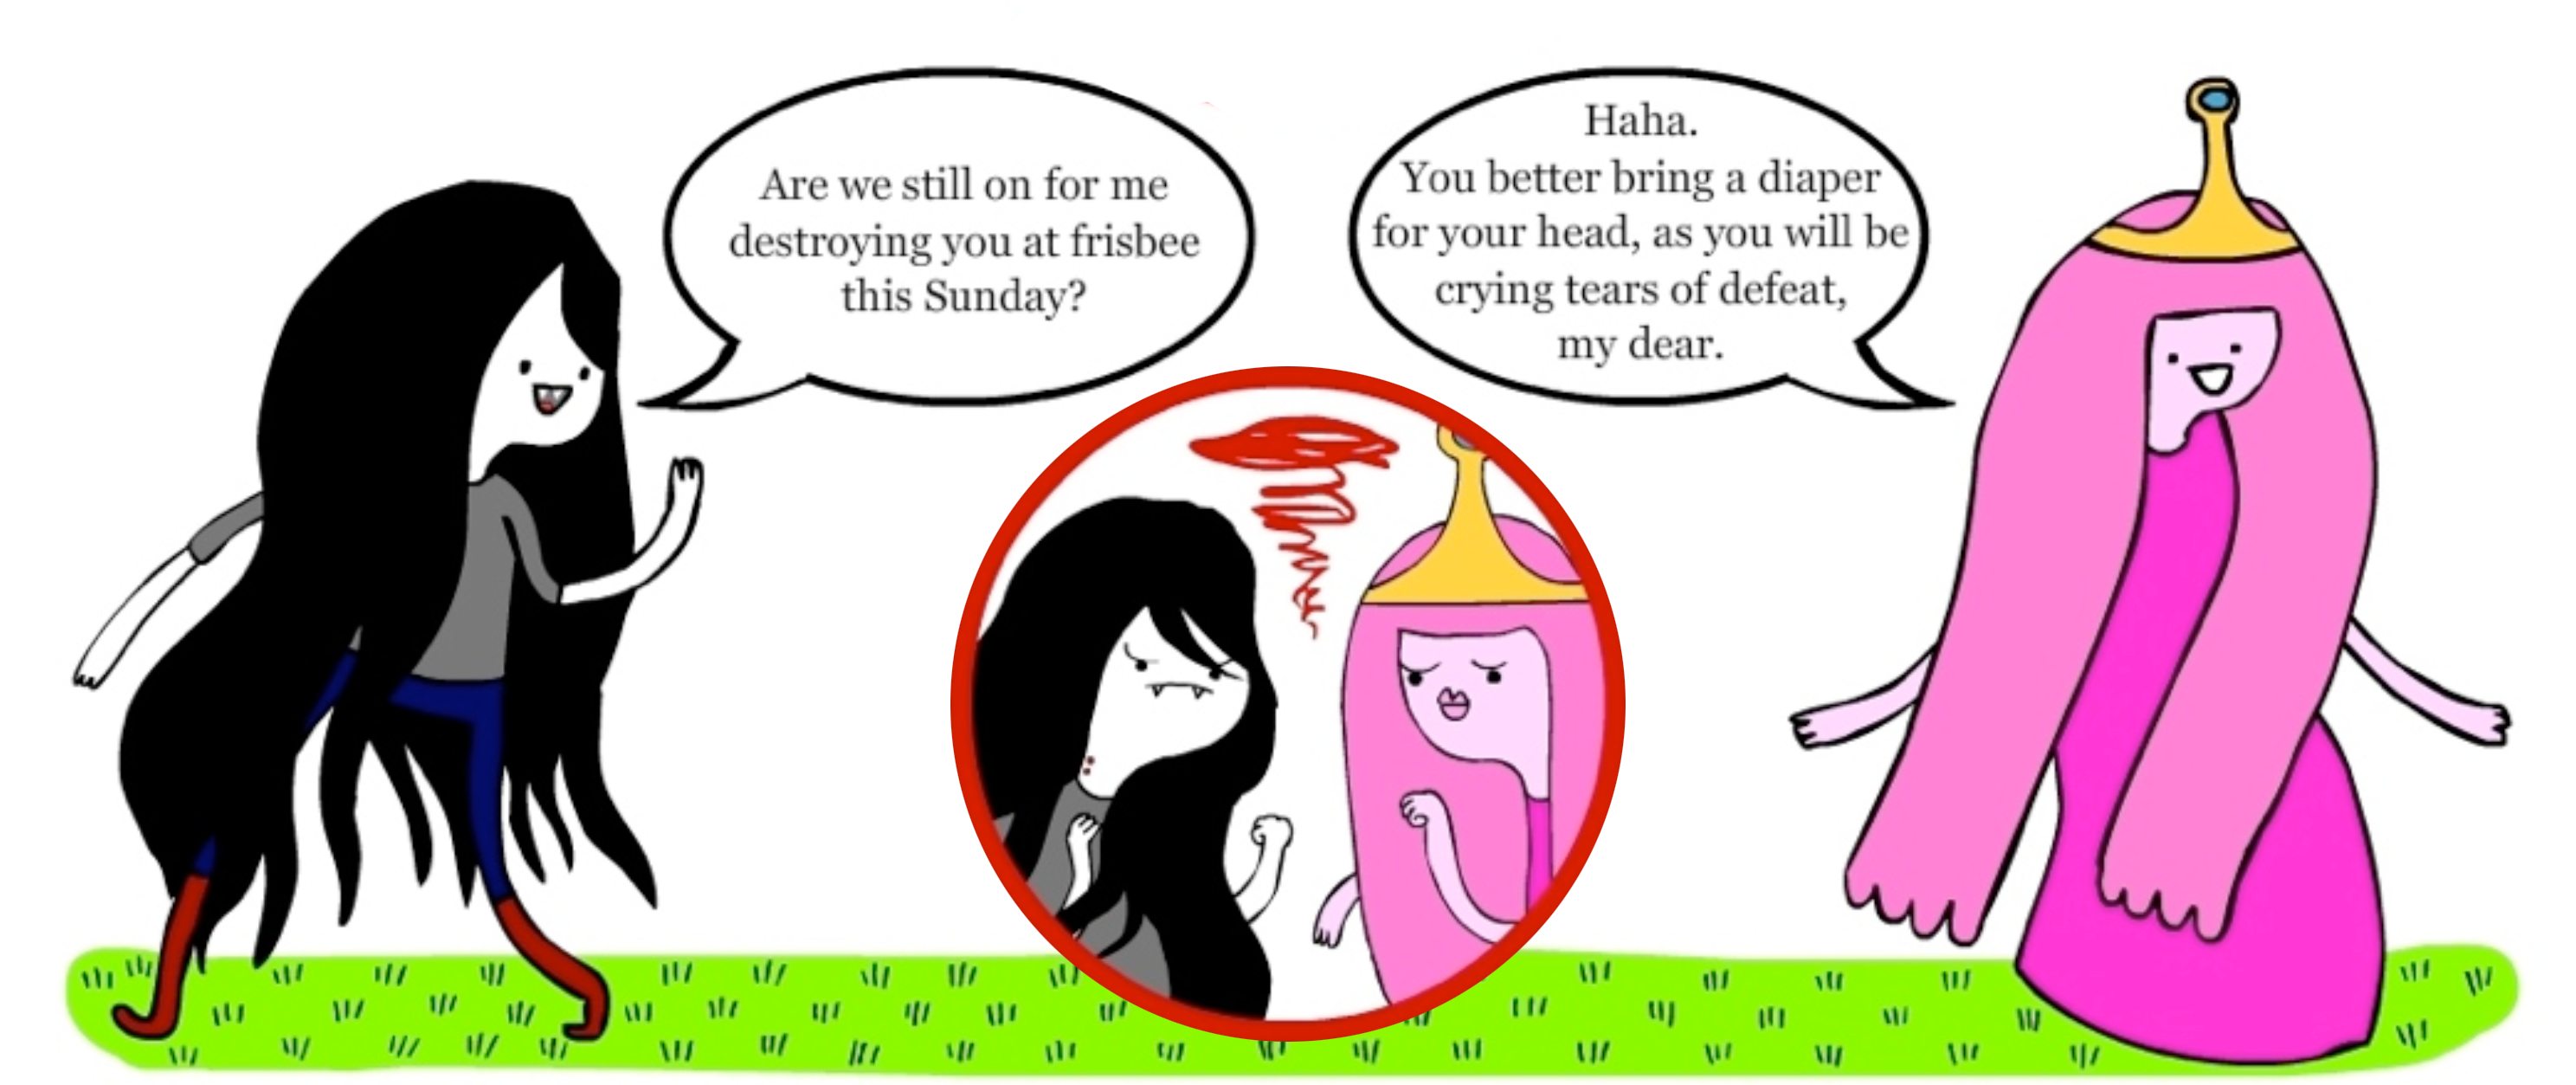 Are we still on for me
destroying you at frisbee
this Sunday?
Haha.
You better bring a diaper
for your head, as you will be
crying tears of defeat,
my dear.